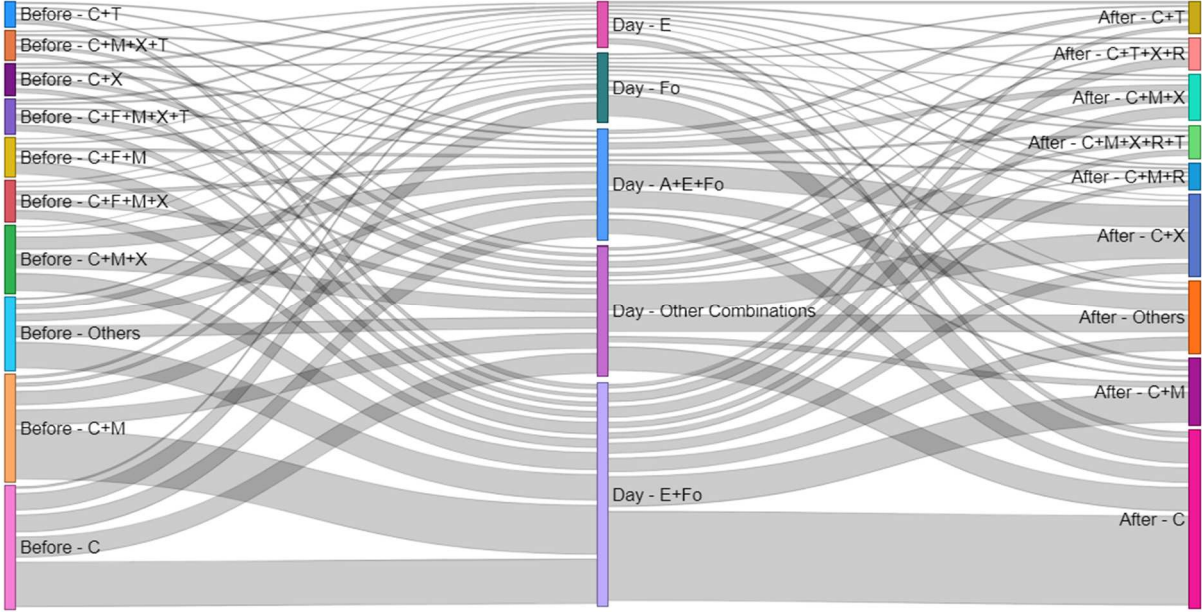 Before - C+T
Before - C+M+X+T
Before - C+X
Before - C+F+M+X+T
Before - C+F+M
Before - C+F+M+X
Before - C+M+X
Before - Others
Before - C+M
Before - C
Day - E
Day - Fo
Day - A+E+Fo
Day - Other Combinations
Day - E+Fo
After - C+T
After - C+T+X+R
After - C+M+X
After - C+M+X+R+T
After - C+M+R
After - C+X
After - Others
After - C+M
After - C